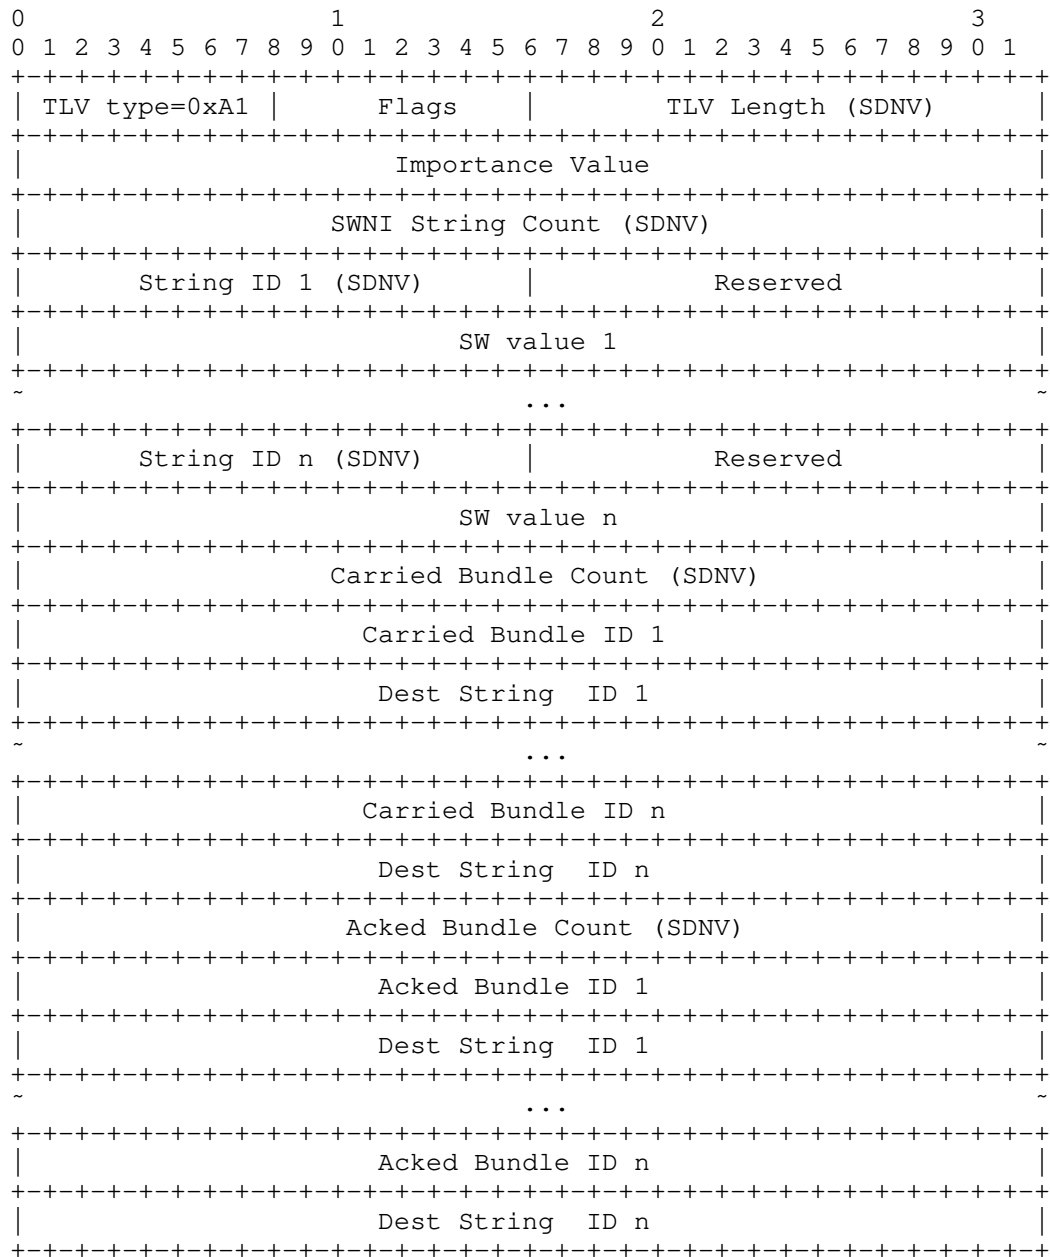 0                   1                   2                   3
0 1 2 3 4 5 6 7 8 9 0 1 2 3 4 5 6 7 8 9 0 1 2 3 4 5 6 7 8 9 0 1
+-+-+-+-+-+-+-+-+-+-+-+-+-+-+-+-+-+-+-+-+-+-+-+-+-+-+-+-+-+-+-+-+
| TLV type=0xA1 |      Flags    |        TLV Length (SDNV)      |
+-+-+-+-+-+-+-+-+-+-+-+-+-+-+-+-+-+-+-+-+-+-+-+-+-+-+-+-+-+-+-+-+
|                       Importance Value                        |
+-+-+-+-+-+-+-+-+-+-+-+-+-+-+-+-+-+-+-+-+-+-+-+-+-+-+-+-+-+-+-+-+
|                   SWNI String Count (SDNV)                    |
+-+-+-+-+-+-+-+-+-+-+-+-+-+-+-+-+-+-+-+-+-+-+-+-+-+-+-+-+-+-+-+-+
|       String ID 1 (SDNV)      |           Reserved            |
+-+-+-+-+-+-+-+-+-+-+-+-+-+-+-+-+-+-+-+-+-+-+-+-+-+-+-+-+-+-+-+-+
|                           SW value 1                          |
+-+-+-+-+-+-+-+-+-+-+-+-+-+-+-+-+-+-+-+-+-+-+-+-+-+-+-+-+-+-+-+-+
~                               ...                             ~
+-+-+-+-+-+-+-+-+-+-+-+-+-+-+-+-+-+-+-+-+-+-+-+-+-+-+-+-+-+-+-+-+
|       String ID n (SDNV)      |           Reserved            |
+-+-+-+-+-+-+-+-+-+-+-+-+-+-+-+-+-+-+-+-+-+-+-+-+-+-+-+-+-+-+-+-+
|                           SW value n                          |
+-+-+-+-+-+-+-+-+-+-+-+-+-+-+-+-+-+-+-+-+-+-+-+-+-+-+-+-+-+-+-+-+
|                   Carried Bundle Count (SDNV)                 |
+-+-+-+-+-+-+-+-+-+-+-+-+-+-+-+-+-+-+-+-+-+-+-+-+-+-+-+-+-+-+-+-+
|                     Carried Bundle ID 1                       |
+-+-+-+-+-+-+-+-+-+-+-+-+-+-+-+-+-+-+-+-+-+-+-+-+-+-+-+-+-+-+-+-+
|                      Dest String  ID 1                        |
+-+-+-+-+-+-+-+-+-+-+-+-+-+-+-+-+-+-+-+-+-+-+-+-+-+-+-+-+-+-+-+-+
~                               ...                             ~
+-+-+-+-+-+-+-+-+-+-+-+-+-+-+-+-+-+-+-+-+-+-+-+-+-+-+-+-+-+-+-+-+
|                     Carried Bundle ID n                       |
+-+-+-+-+-+-+-+-+-+-+-+-+-+-+-+-+-+-+-+-+-+-+-+-+-+-+-+-+-+-+-+-+
|                      Dest String  ID n                        |
+-+-+-+-+-+-+-+-+-+-+-+-+-+-+-+-+-+-+-+-+-+-+-+-+-+-+-+-+-+-+-+-+
|                    Acked Bundle Count (SDNV)                  |
+-+-+-+-+-+-+-+-+-+-+-+-+-+-+-+-+-+-+-+-+-+-+-+-+-+-+-+-+-+-+-+-+
|                      Acked Bundle ID 1                        |
+-+-+-+-+-+-+-+-+-+-+-+-+-+-+-+-+-+-+-+-+-+-+-+-+-+-+-+-+-+-+-+-+
|                      Dest String  ID 1                        |
+-+-+-+-+-+-+-+-+-+-+-+-+-+-+-+-+-+-+-+-+-+-+-+-+-+-+-+-+-+-+-+-+
~                               ...                             ~
+-+-+-+-+-+-+-+-+-+-+-+-+-+-+-+-+-+-+-+-+-+-+-+-+-+-+-+-+-+-+-+-+
|                      Acked Bundle ID n                        |
+-+-+-+-+-+-+-+-+-+-+-+-+-+-+-+-+-+-+-+-+-+-+-+-+-+-+-+-+-+-+-+-+
|                      Dest String  ID n                        |
+-+-+-+-+-+-+-+-+-+-+-+-+-+-+-+-+-+-+-+-+-+-+-+-+-+-+-+-+-+-+-+-+